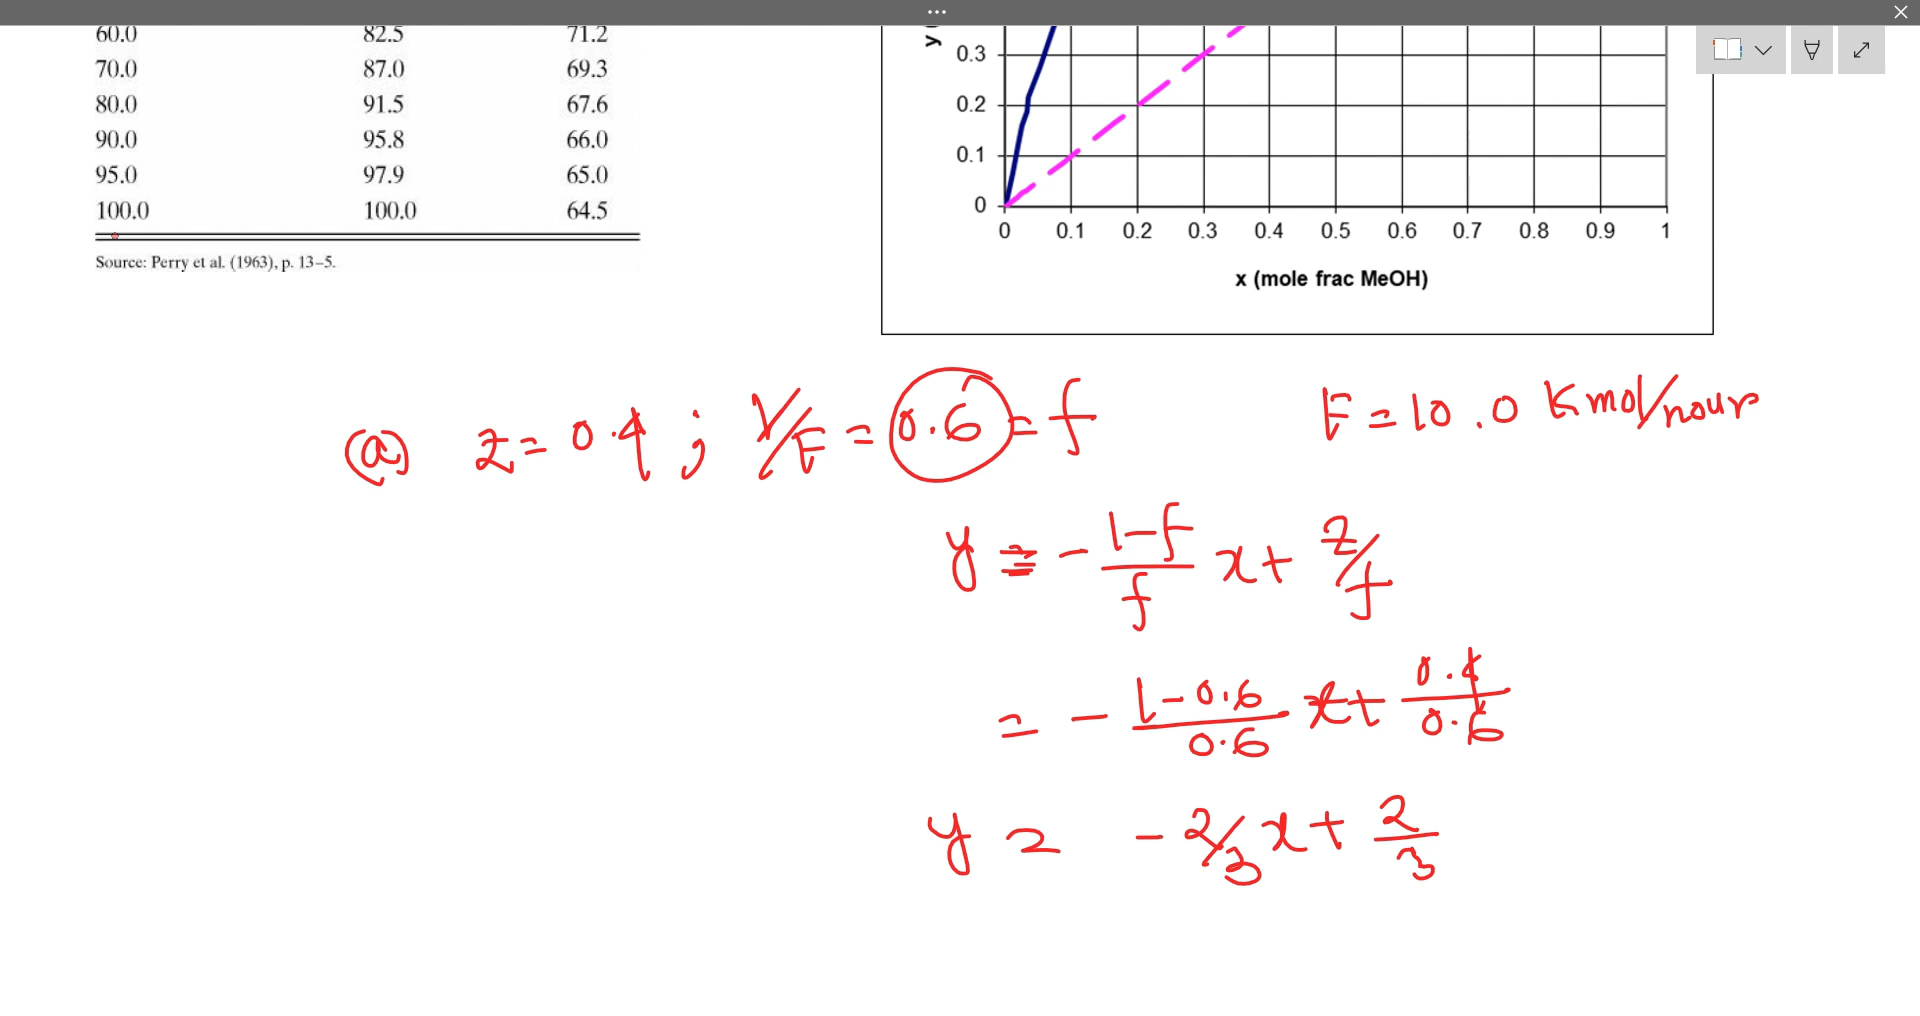 ...
60.0 82.5 71.2
70.0 87.0 69.3
80.0 91.5 67.6
90.0 95.8 66.0
95.0 97.9 65.0
100.0 100.0 64.5
Source: Perry et al. (1963), p. 13–5.
y
0.3
0.2
0.1
0
0 0.1 0.2 0.3 0.4 0.5 0.6 0.7 0.8 0.9 1
x (mole frac MeOH)
(a) z = 0.4 ; V/F = 0.6 = f
F = 10.0 Kmol/hour
y = - (1-f)/f x + z/f
= - (1-0.6)/0.6 x + 0.4/0.6
y = - 2/3 x + 2/3